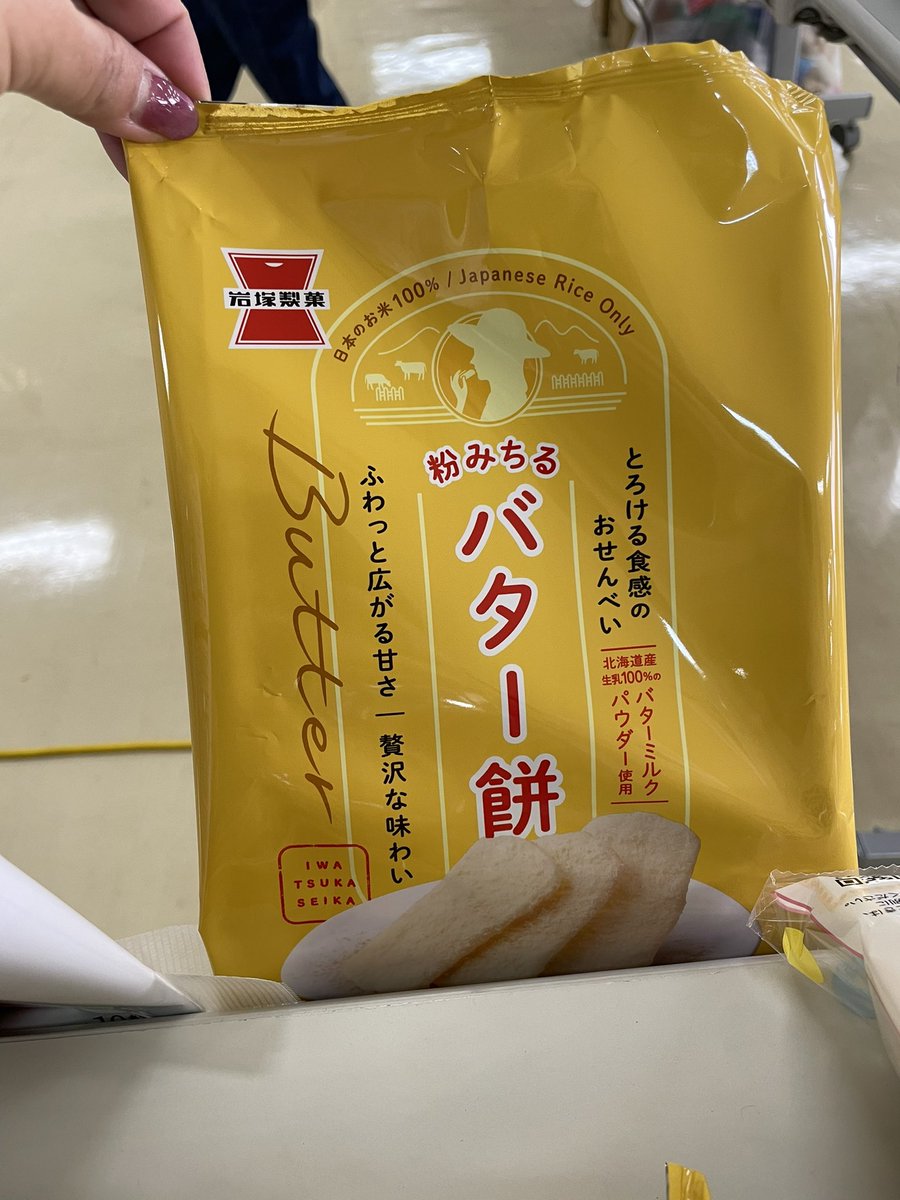 岩塚製菓
日本のお米100% / Japanese Rice Only
粉みちる
バター餅
とろける食感の
おせんべい
北海道産
生乳100%の
バターミルク
パウダー使用
ふわっと広がる甘さ|贅沢な味わい
Butter
IWA
TSUKA
SEIKA